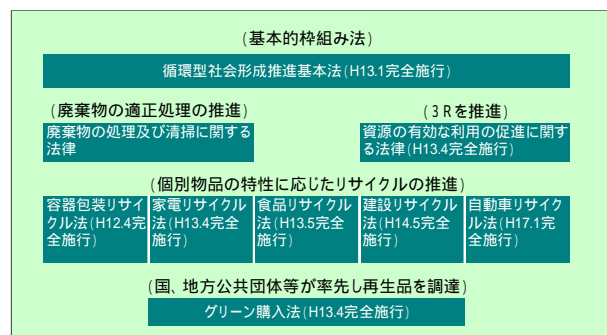 (基本的枠組み法)
循環型社会形成推進基本法(H13.1完全施行)
(廃棄物の適正処理の推進)
(3Rを推進)
廃棄物の処理及び清掃に関する
法律
資源の有効な利用の促進に関す
る法律(H13.4完全施行)
(個別物品の特性に応じたリサイクルの推進)
容器包装リサイ
クル法(H12.4完
全施行)
家電リサイクル
法(H13.4完全
施行)
食品リサイクル
法(H13.5完全
施行)
建設リサイクル
法(H14.5完全
施行)
自動車リサイク
ル法(H17.1完
全施行)
(国、地方公共団体等が率先し再生品を調達)
グリーン購入法(H13.4完全施行)